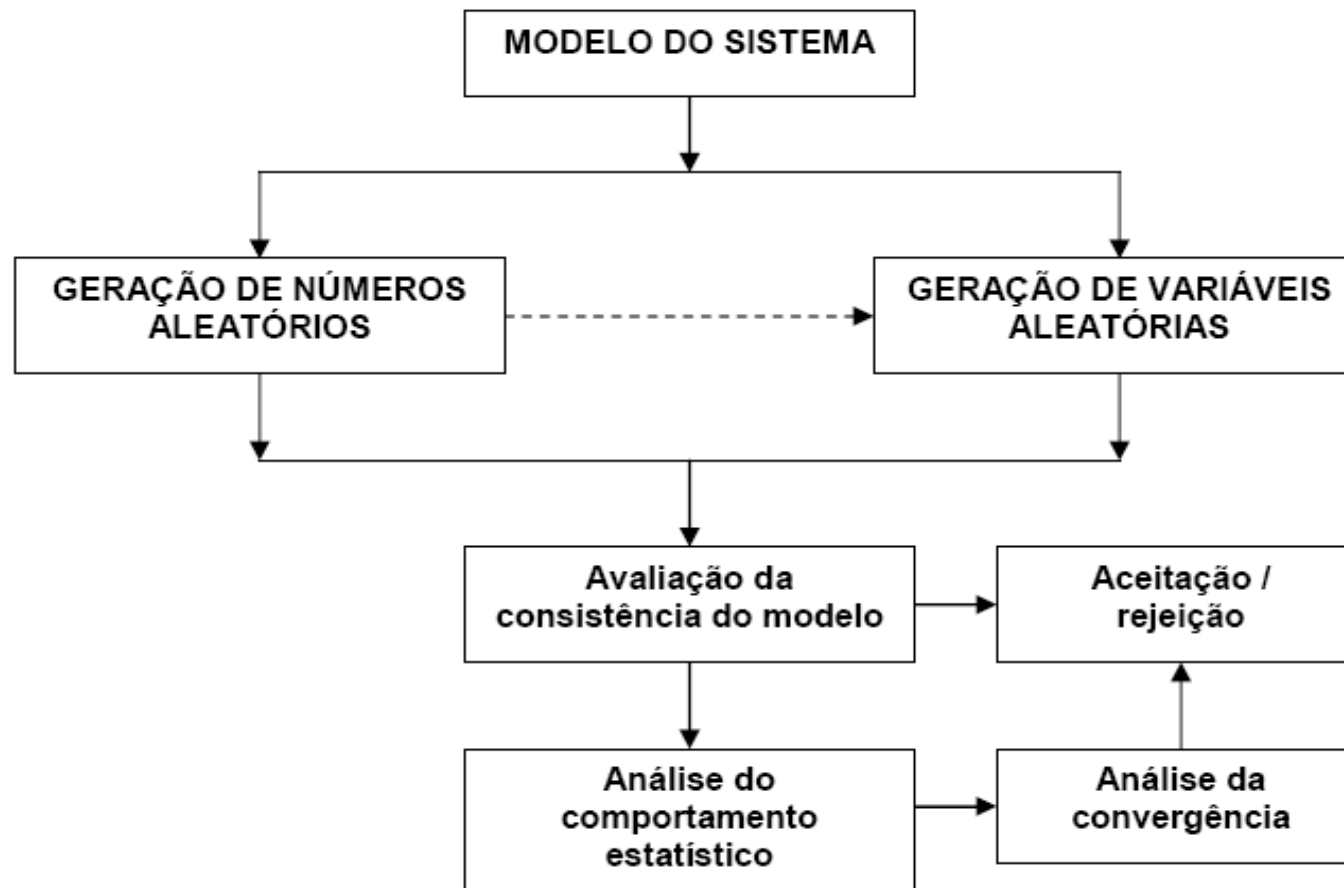 MODELO DO SISTEMA
GERAÇÃO DE NÚMEROS
ALEATÓRIOS
GERAÇÃO DE VARIÁVEIS
ALEATÓRIAS
Avaliação da
consistência do modelo
Aceitação /
rejeição
Análise do
comportamento
estatístico
Análise da
convergência